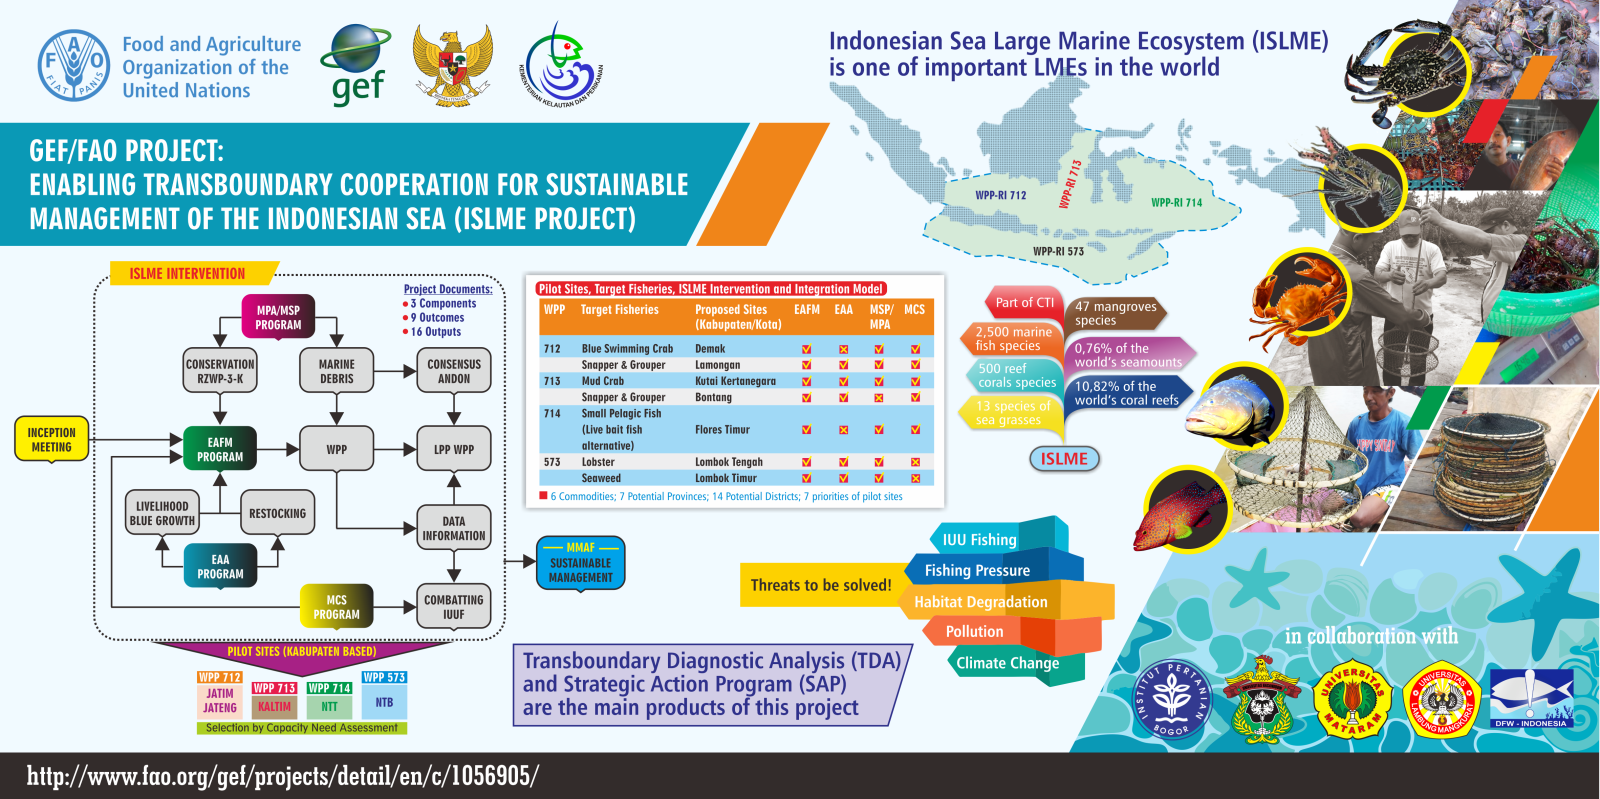 FAO
FIAT PANIS
Food and Agriculture
Organization of the
United Nations
gef
KEMENTERIAN KELAUTAN DAN PERIKANAN
Indonesian Sea Large Marine Ecosystem (ISLME)
is one of important LMEs in the world
GEF/FAO PROJECT:
ENABLING TRANSBOUNDARY COOPERATION FOR SUSTAINABLE
MANAGEMENT OF THE INDONESIAN SEA (ISLME PROJECT)
WPP-RI 712
WPP-RI 713
WPP-RI 714
WPP-RI 573
ISLME INTERVENTION
Project Documents:
3 Components
9 Outcomes
16 Outputs
MPA/MSP
PROGRAM
CONSERVATION
RZWP-3-K
MARINE
DEBRIS
CONSENSUS
ANDON
INCEPTION
MEETING
EAFM
PROGRAM
WPP
LPP WPP
LIVELIHOOD
BLUE GROWTH
RESTOCKING
DATA
INFORMATION
EAA
PROGRAM
MCS
PROGRAM
COMBATTING
IUUF
MMAF
SUSTAINABLE
MANAGEMENT
PILOT SITES (KABUPATEN BASED)
WPP 712
JATIM
JATENG
WPP 713
KALTIM
WPP 714
NTT
WPP 573
NTB
Selection by Capacity Need Assessment
Pilot Sites, Target Fisheries, ISLME Intervention and Integration Model
WPP Target Fisheries Proposed Sites EAFM EAA MSP/ MCS
(Kabupaten/Kota) MPA
712 Blue Swimming Crab Demak
Snapper & Grouper Lamongan
713 Mud Crab Kutai Kertanegara
Snapper & Grouper Bontang
714 Small Pelagic Fish
(Live bait fish Flores Timur
alternative)
573 Lobster Lombok Tengah
Seaweed Lombok Timur
6 Commodities; 7 Potential Provinces; 14 Potential Districts; 7 priorities of pilot sites
Part of CTI
47 mangroves
species
2,500 marine
fish species
0,76% of the
world's seamounts
500 reef
corals species
10,82% of the
world's coral reefs
13 species of
sea grasses
ISLME
Threats to be solved!
IUU Fishing
Fishing Pressure
Habitat Degradation
Pollution
Climate Change
Transboundary Diagnostic Analysis (TDA)
and Strategic Action Program (SAP)
are the main products of this project
in collaboration with
INSTITUT PERTANIAN
BOGOR
UNIVERSITAS
MATARAM
UNIVERSITAS
LAMBUNG MANGKURAT
DFW - INDONESIA
http://www.fao.org/gef/projects/detail/en/c/1056905/